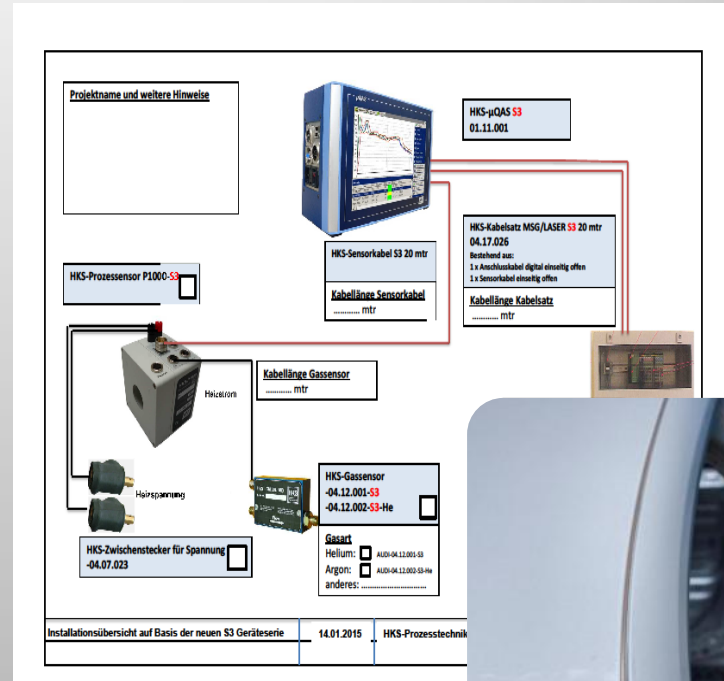 Projektname und weitere Hinweise
HKS-µQAS S3
01.11.001
HKS-Sensorkabel S3 20 mtr
Kabellänge Sensorkabel
............ mtr
HKS-Kabelsatz MSG/LASER S3 20 mtr
04.17.026
Bestehend aus:
1 x Anschlusskabel digital einseitig offen
1 x Sensorkabel einseitig offen
Kabellänge Kabelsatz
............ mtr
HKS-Prozessensor P1000-S3
Heizstrom
Kabellänge Gassensor
............ mtr
Heizspannung
HKS-Gassensor
-04.12.001-S3
-04.12.002-S3-He
Gasart
Helium: AUDI-04.12.001-S3
Argon: AUDI-04.12.002-S3-He
anderes: ..............................
HKS-Zwischenstecker für Spannung
-04.07.023
Installationsübersicht auf Basis der neuen S3 Geräteserie
14.01.2015
HKS-Prozesstechnik